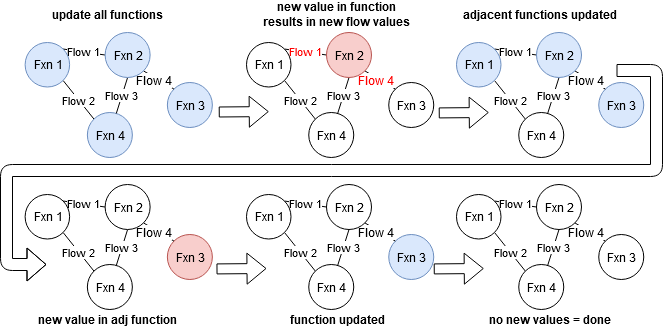 update all functions
new value in function
results in new flow values
adjacent functions updated
Fxn 1
Flow 1
Fxn 2
Flow 4
Flow 2
Flow 3
Fxn 3
Fxn 4
Fxn 1
Flow 1
Fxn 2
Flow 4
Flow 2
Flow 3
Fxn 3
Fxn 4
Fxn 1
Flow 1
Fxn 2
Flow 4
Flow 2
Flow 3
Fxn 3
Fxn 4
Fxn 1
Flow 1
Fxn 2
Flow 4
Flow 2
Flow 3
Fxn 3
Fxn 4
new value in adj function
Fxn 1
Flow 1
Fxn 2
Flow 4
Flow 2
Flow 3
Fxn 3
Fxn 4
function updated
Fxn 1
Flow 1
Fxn 2
Flow 4
Flow 2
Flow 3
Fxn 3
Fxn 4
no new values = done